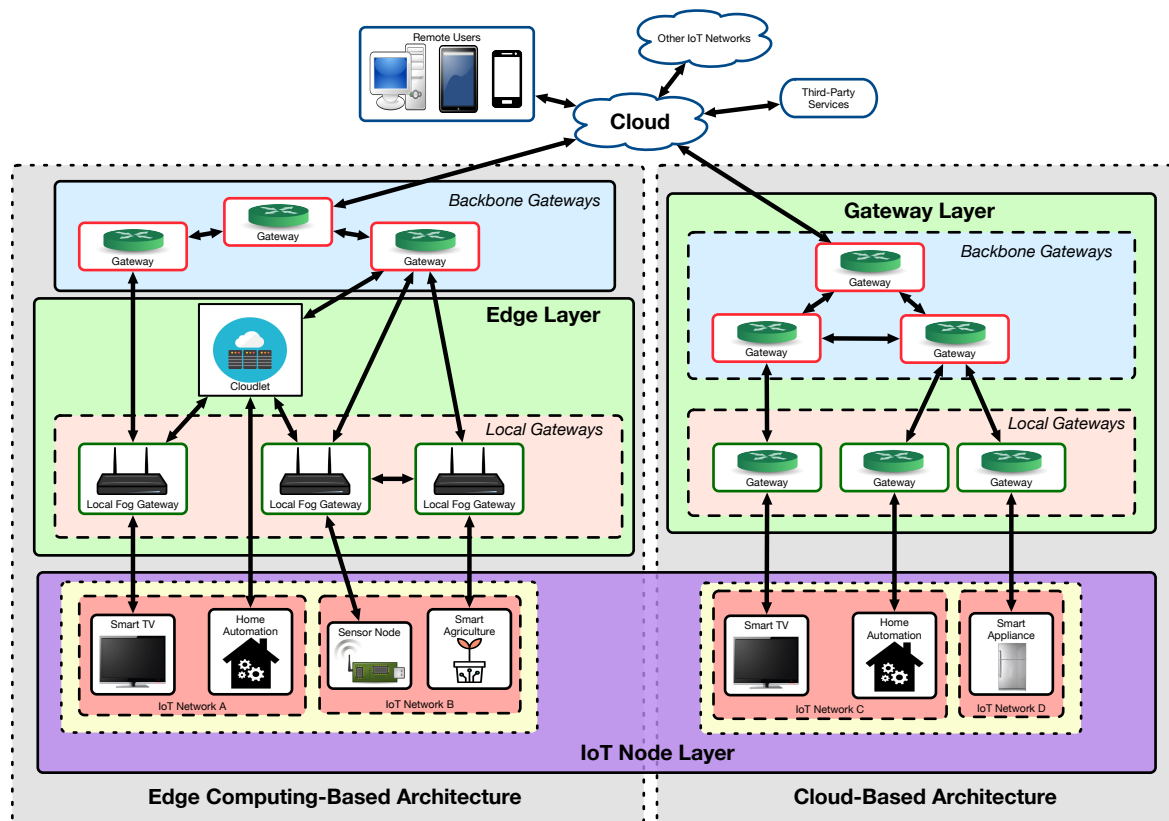 Remote Users
Other IoT Networks
Third-Party
Services
Cloud
Backbone Gateways
Gateway
Gateway
Gateway
Edge Layer
Cloudlet
Local Gateways
Local Fog Gateway
Local Fog Gateway
Local Fog Gateway
Gateway Layer
Backbone Gateways
Gateway
Gateway
Gateway
Local Gateways
Gateway
Gateway
Gateway
Smart TV
Home
Automation
IoT Network A
Sensor Node
Smart
Agriculture
IoT Network B
Smart TV
Home
Automation
IoT Network C
Smart
Appliance
IoT Network D
IoT Node Layer
Edge Computing-Based Architecture
Cloud-Based Architecture